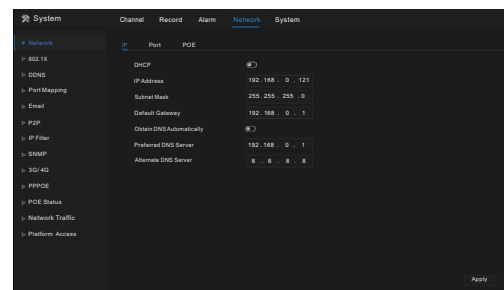 System
Channel Record Alarm Network System
Network
802.1X
DDNS
Port Mapping
Email
P2P
IP Filter
SNMP
3G/ 4G
PPPOE
POE Status
Network Traffic
Platform Access
IP Port POE
DHCP
IP Address 192 . 168 . 0 . 121
Subnet Mask 255 . 255 . 255 . 0
Default Gateway 192 . 168 . 0 . 1
Obtain DNS Automatically
Preferred DNS Server 192 . 168 . 0 . 1
Alternate DNS Server 8 . 8 . 8 . 8
Apply